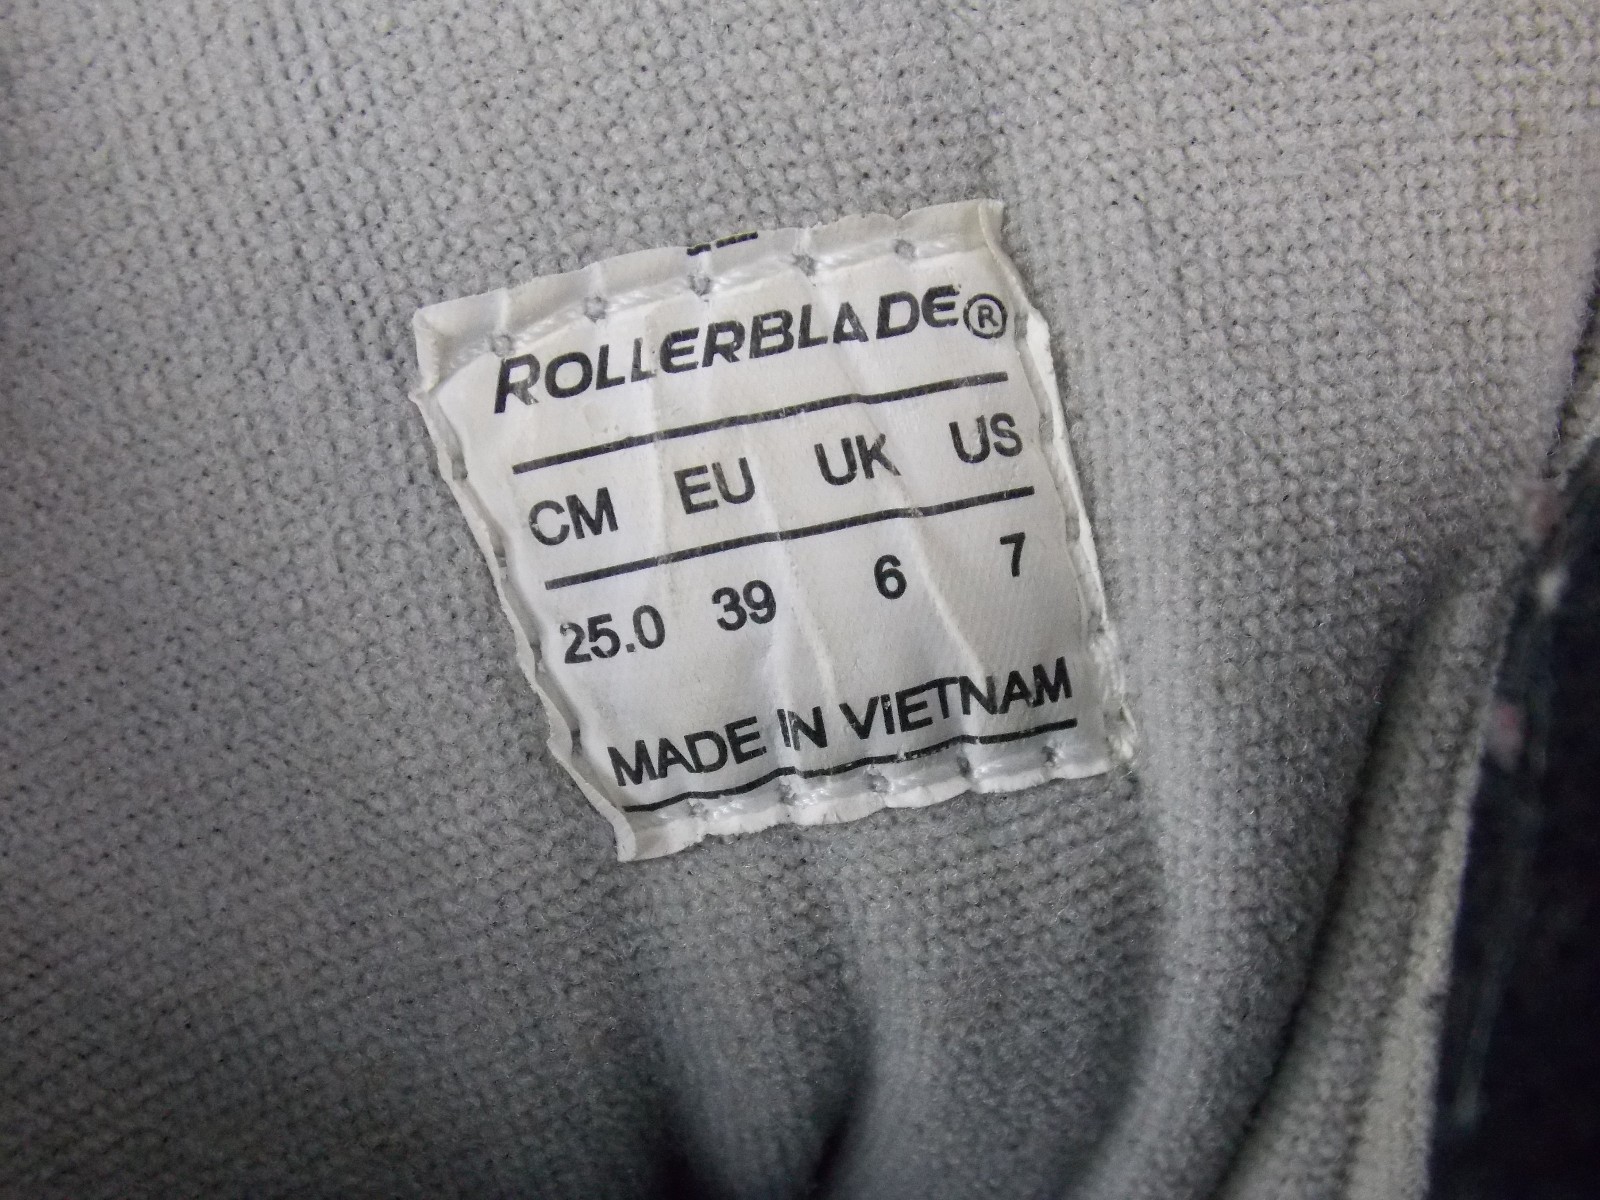 ROLLERBLADE®
CM EU UK US
25.0 39 6 7
MADE IN VIETNAM